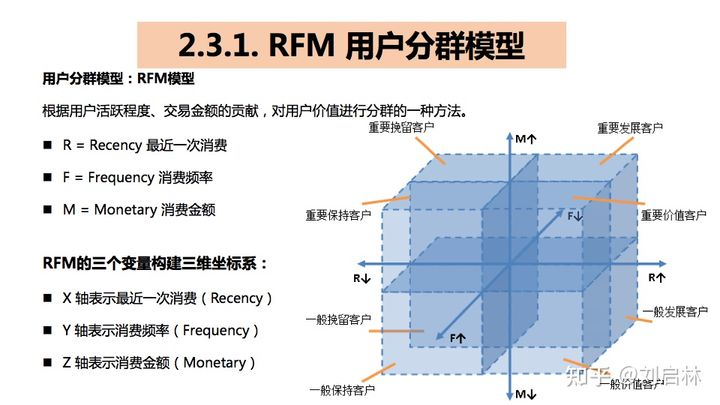 2.3.1. RFM 用户分群模型
用户分群模型：RFM模型
根据用户活跃程度、交易金额的贡献，对用户价值进行分群的一种方法。
■ R = Recency 最近一次消费
■ F = Frequency 消费频率
■ M = Monetary 消费金额
RFM的三个变量构建三维坐标系：
■ X 轴表示最近一次消费（Recency）
■ Y 轴表示消费频率（Frequency）
■ Z 轴表示消费金额（Monetary）
重要挽留客户
M↑
重要发展客户
重要保持客户
F↓
重要价值客户
R↓
R↑
一般挽留客户
F↑
一般发展客户
一般保持客户
M↓
一般价值客户
知乎 @刘启林